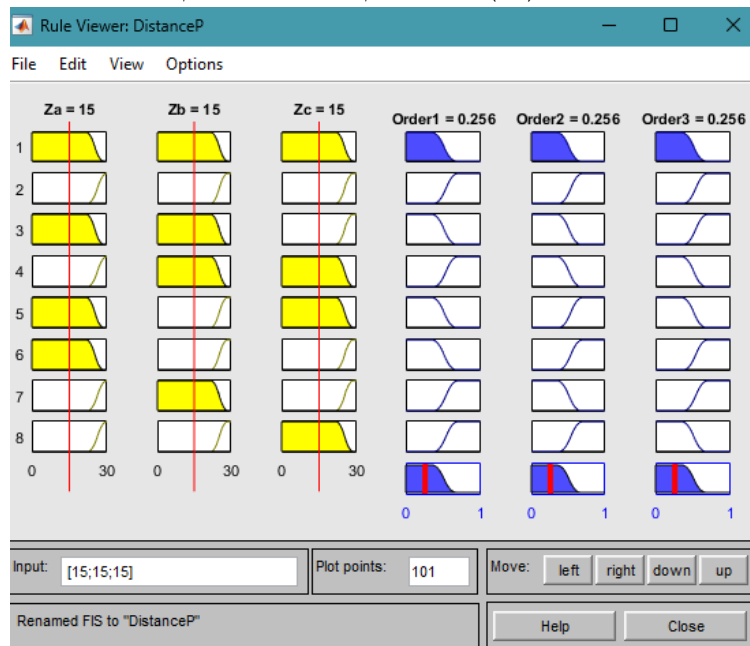 Rule Viewer: DistanceP
File Edit View Options
Za = 15 Zb = 15 Zc = 15 Order1 = 0.256 Order2 = 0.256 Order3 = 0.256
1
2
3
4
5
6
7
8
0 30 0 30 0 30
0 1 0 1 0 1
Input: [15;15;15] Plot points: 101 Move: left right down up
Renamed FIS to "DistanceP" Help Close